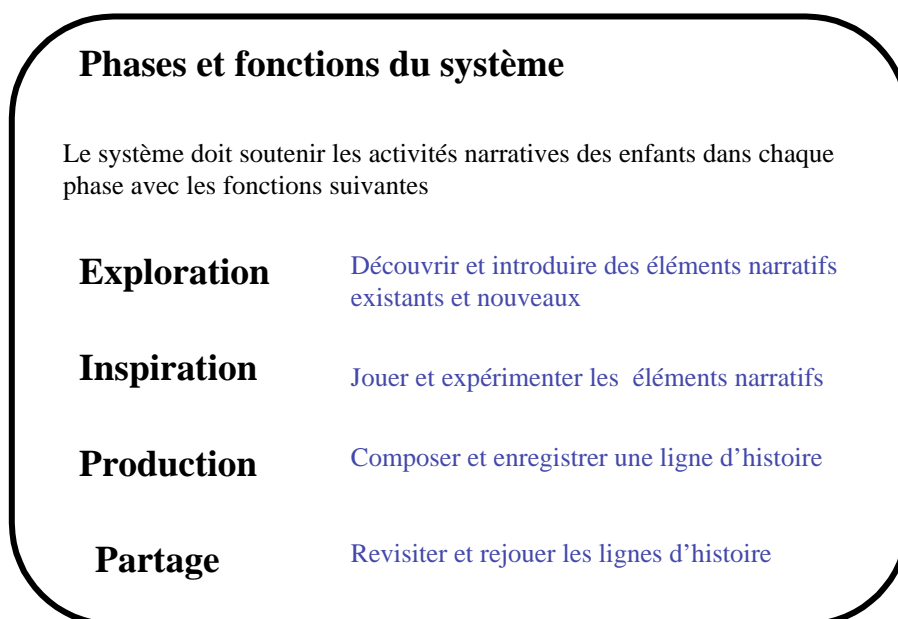 Phases et fonctions du système
Le système doit soutenir les activités narratives des enfants dans chaque
phase avec les fonctions suivantes
Exploration
Découvrir et introduire des éléments narratifs
existants et nouveaux
Inspiration
Jouer et expérimenter les éléments narratifs
Production
Composer et enregistrer une ligne d’histoire
Partage
Revisiter et rejouer les lignes d’histoire